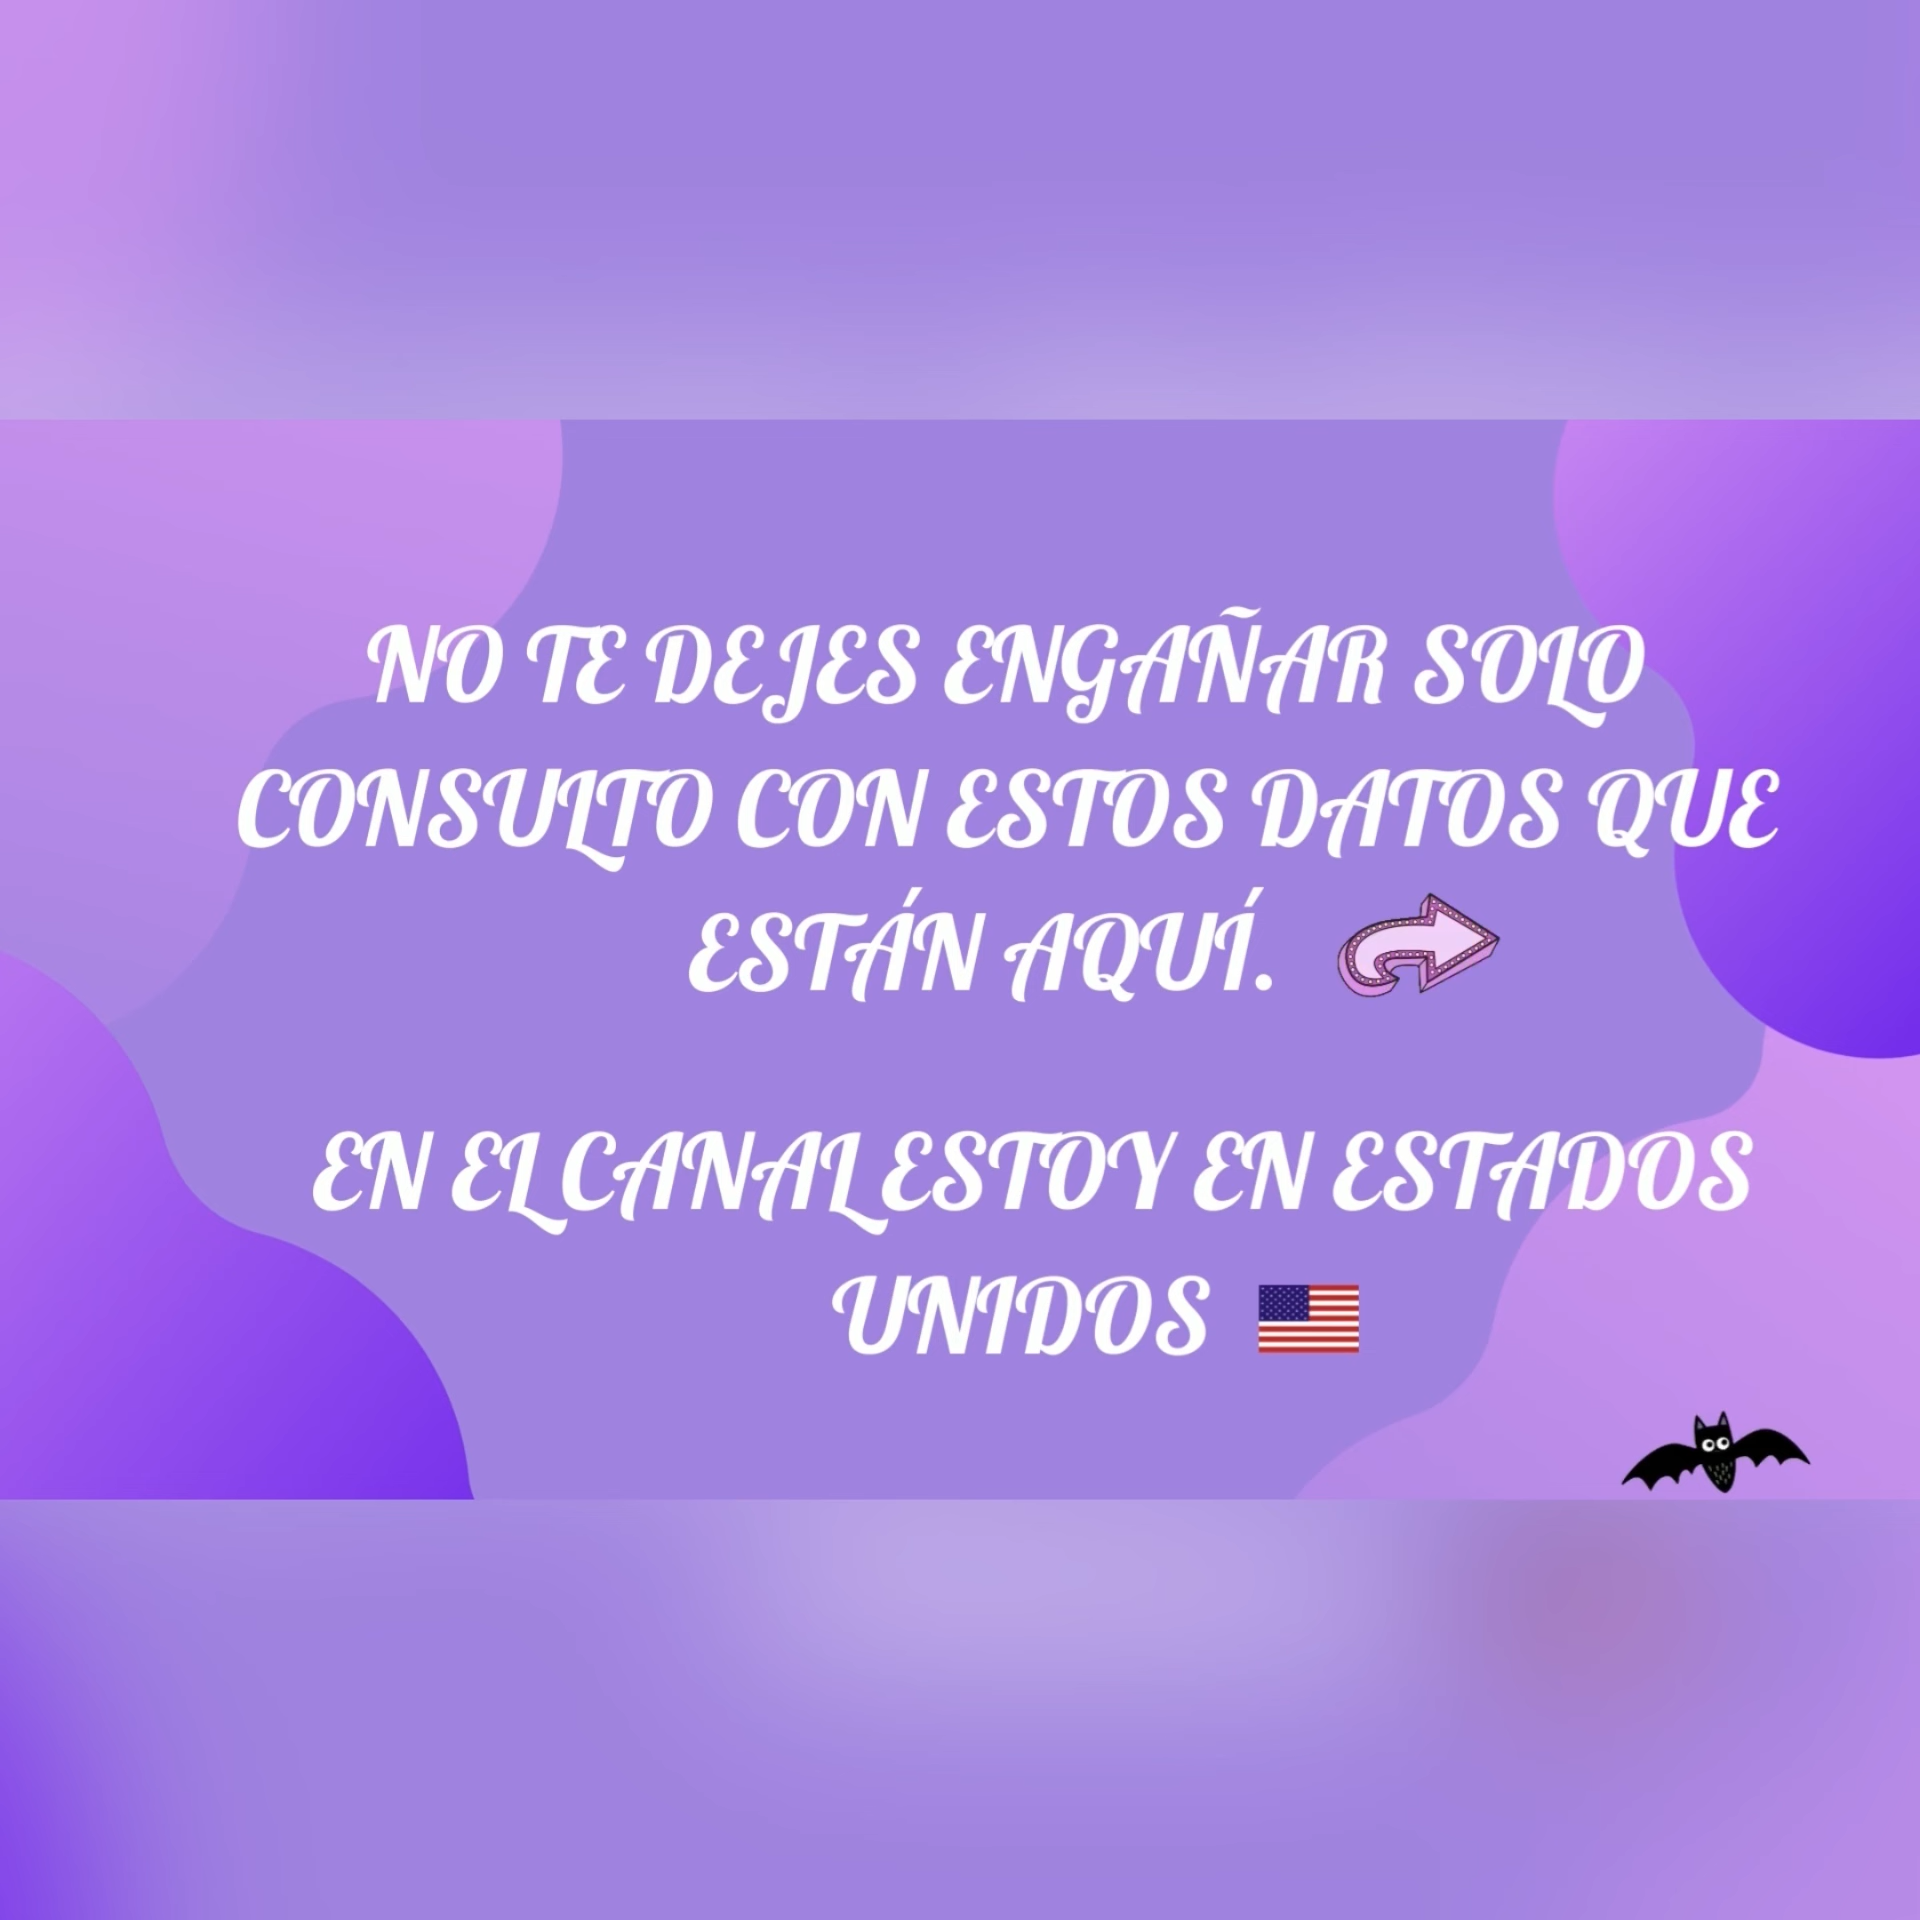 NO TE DEJES ENGAÑAR SOLO
CONSULTO CON ESTOS DATOS QUE
ESTÁN AQUÍ.
EN EL CANAL ESTOY EN ESTADOS
UNIDOS